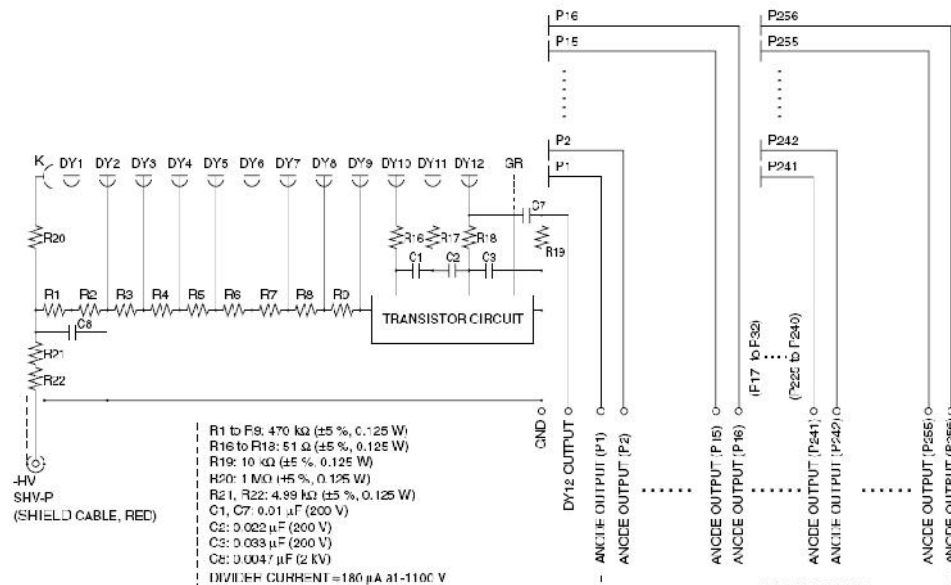 P16
P256
P15
P255
P2
P242
P1
P241
K DY1 DY2 DY3 DY4 DY5 DY6 DY7 DY8 DY9 DY10 DY11 DY12 GR
C7
R20
R16 R17 R18
R19
C1 C2 C3
R1 R2 R3 R4 R5 R6 R7 R8 R9
TRANSISTOR CIRCUIT
C8
R21
R22
(P17 to P32)
(P225 to P240)
-HV
SHV-P
(SHIELD CABLE, RED)
R1 to R9: 470 kΩ (±5 %, 0.125 W)
R16 to R18: 51 Ω (±5 %, 0.125 W)
R19: 10 kΩ (±5 %, 0.125 W)
R20: 1 MΩ (±5 %, 0.125 W)
R21, R22: 4.99 kΩ (±5 %, 0.125 W)
C1, C7: 0.01 µF (200 V)
C2: 0.022 µF (200 V)
C3: 0.033 µF (200 V)
C8: 0.0047 µF (2 kV)
DIVIDER CURRENT = 180 µA at -1100 V
GND
DY12 OUTPUT
ANODE OUTPUT (P1)
ANODE OUTPUT (P2)
ANODE OUTPUT (P15)
ANODE OUTPUT (P16)
ANODE OUTPUT (P241)
ANODE OUTPUT (P242)
ANODE OUTPUT (P255)
ANODE OUTPUT (P256)